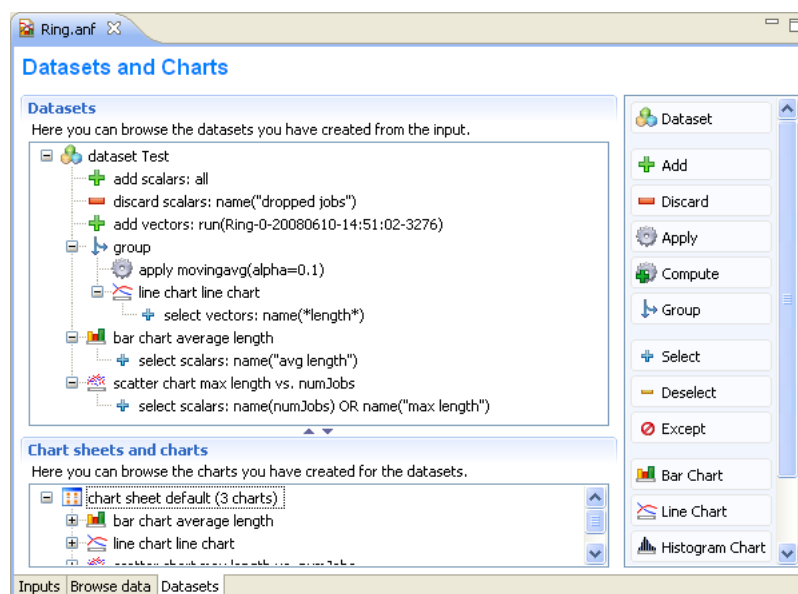 Ring.anf
Datasets and Charts
Datasets
Here you can browse the datasets you have created from the input.
dataset Test
add scalars: all
discard scalars: name("dropped jobs")
add vectors: run(Ring-0-20080610-14:51:02-3276)
group
apply movingavg(alpha=0.1)
line chart line chart
select vectors: name(*length*)
bar chart average length
select scalars: name("avg length")
scatter chart max length vs. numJobs
select scalars: name(numJobs) OR name("max length")
Chart sheets and charts
Here you can browse the charts you have created for the datasets.
chart sheet default (3 charts)
bar chart average length
line chart line chart
scatter chart max length vs. numJobs
Dataset
Add
Discard
Apply
Compute
Group
Select
Deselect
Except
Bar Chart
Line Chart
Histogram Chart
Inputs Browse data Datasets